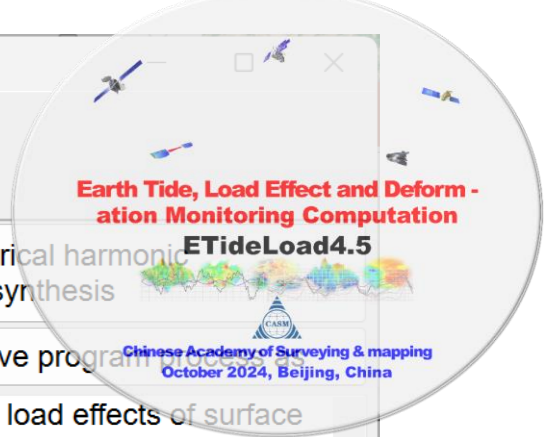 Earth Tide, Load Effect and Deform -
ation Monitoring Computation
ETideLoad4.5
CASM
Chinese Academy of Surveying & mapping
October 2024, Beijing, China
rical harmonic
synthesis
ve program process as
load effects of surface